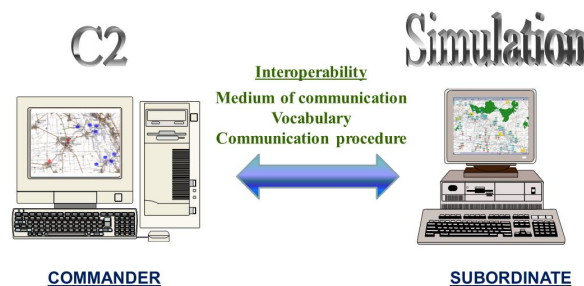 C2
Simulation
Interoperability
Medium of communication
Vocabulary
Communication procedure
COMMANDER
SUBORDINATE